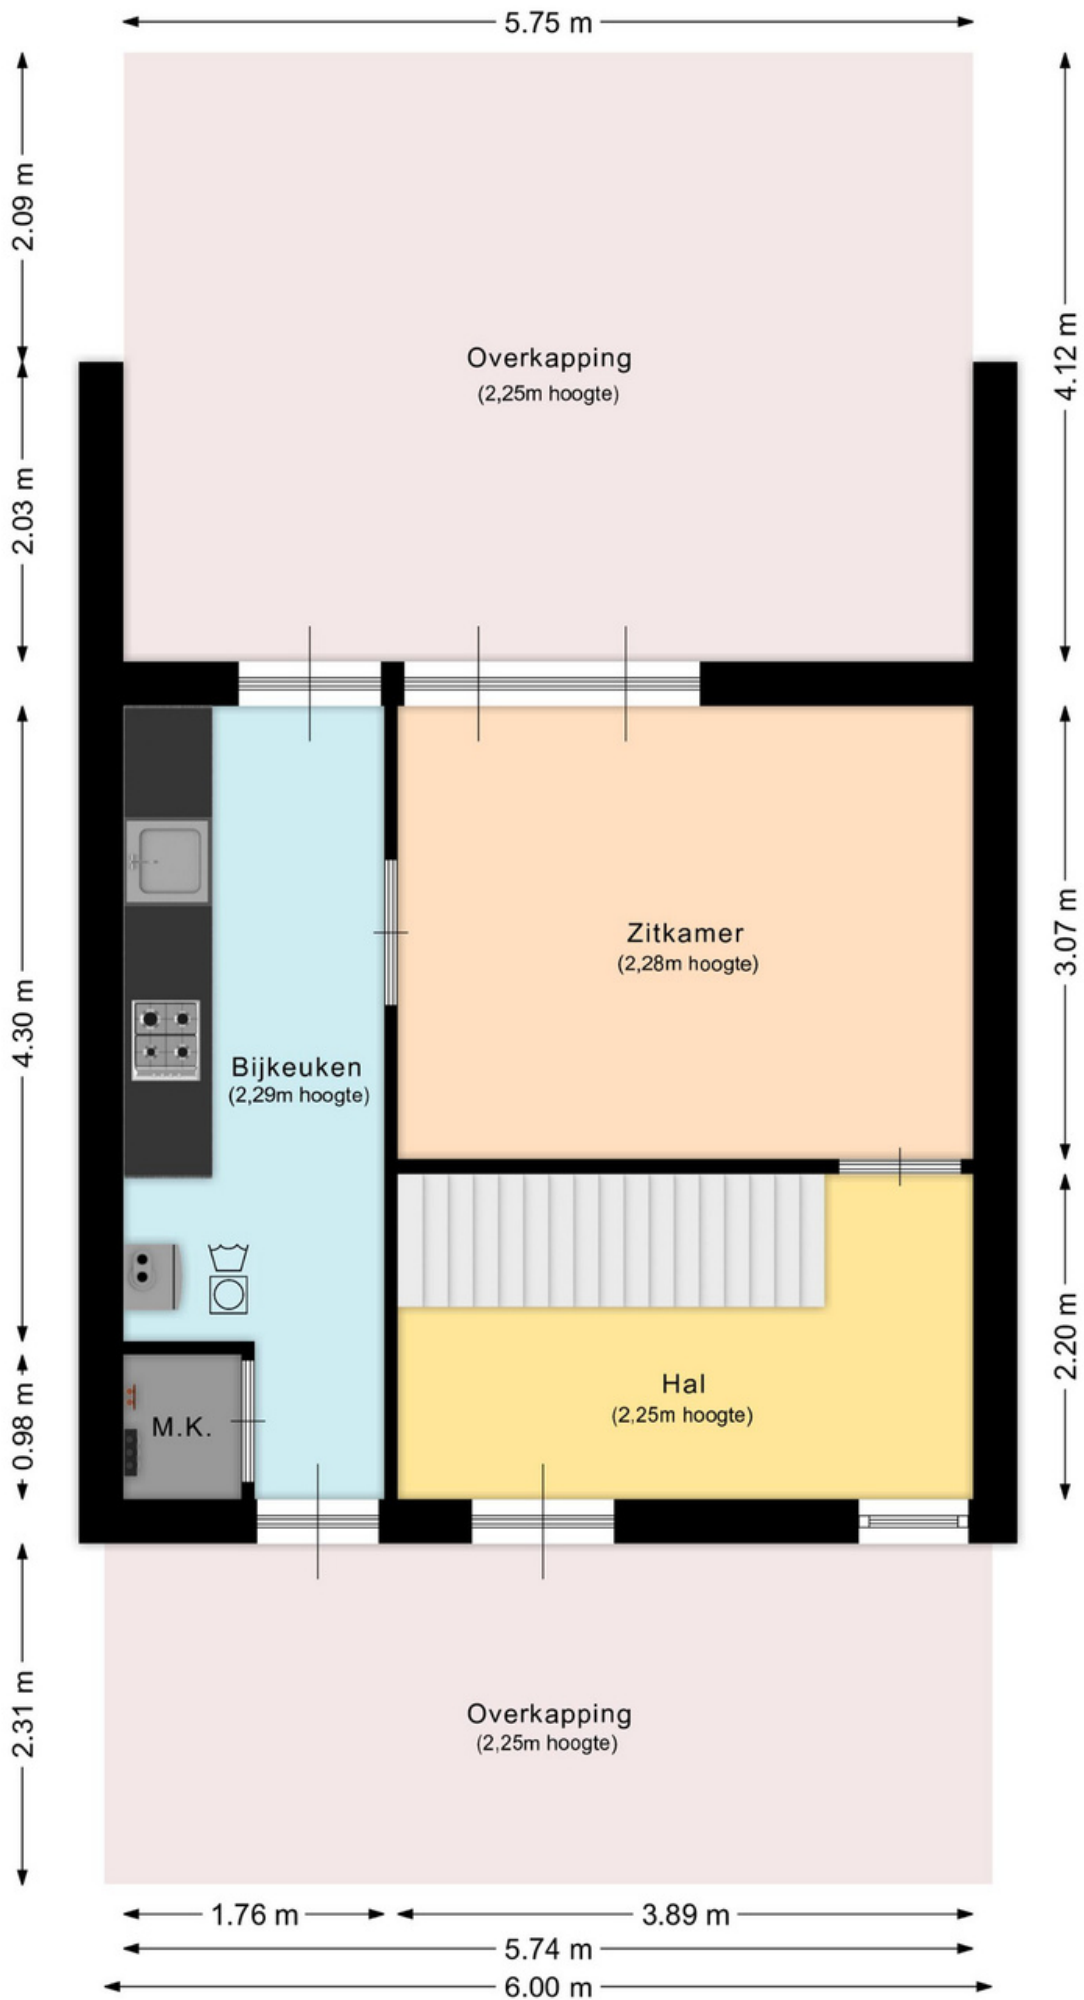 5.75 m
2.09 m
4.12 m
Overkapping
(2,25m hoogte)
2.03 m
Zitkamer
(2,28m hoogte)
3.07 m
4.30 m
Bijkeuken
(2,29m hoogte)
2.20 m
Hal
(2,25m hoogte)
0.98 m
M.K.
2.31 m
Overkapping
(2,25m hoogte)
1.76 m
3.89 m
5.74 m
6.00 m